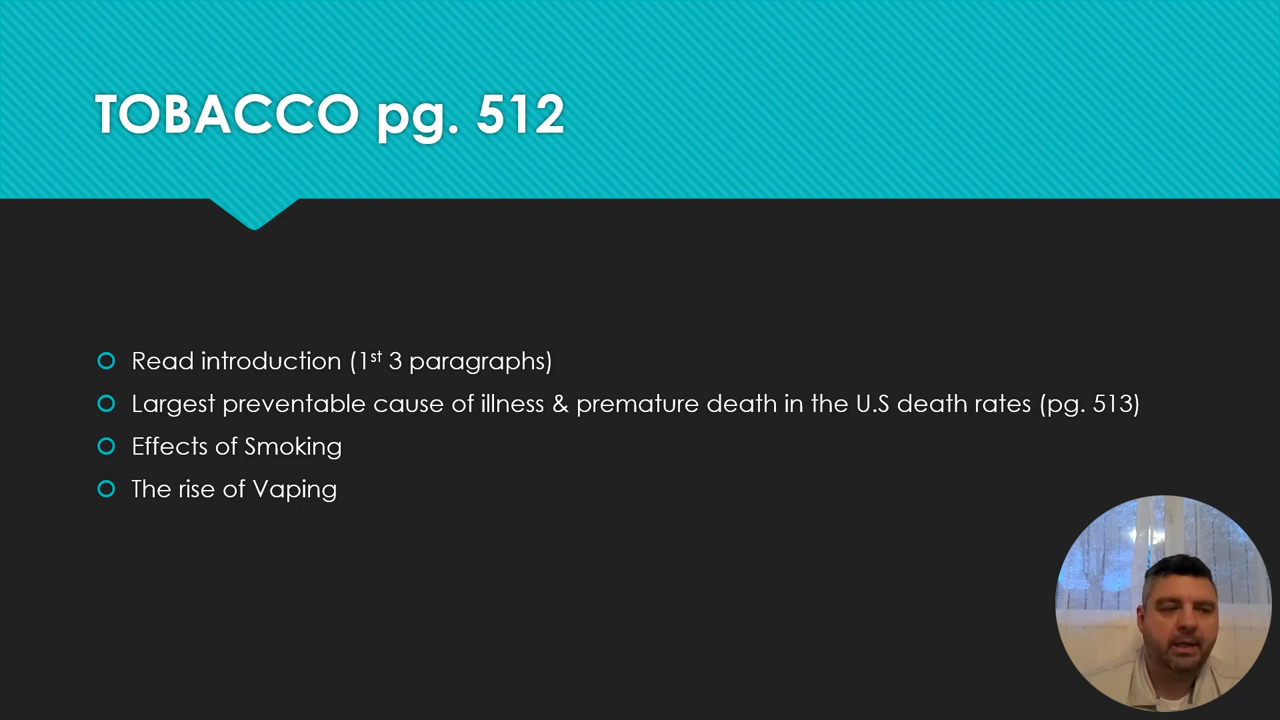 TOBACCO pg. 512
Read introduction (1st 3 paragraphs)
Largest preventable cause of illness & premature death in the U.S death rates (pg. 513)
Effects of Smoking
The rise of Vaping